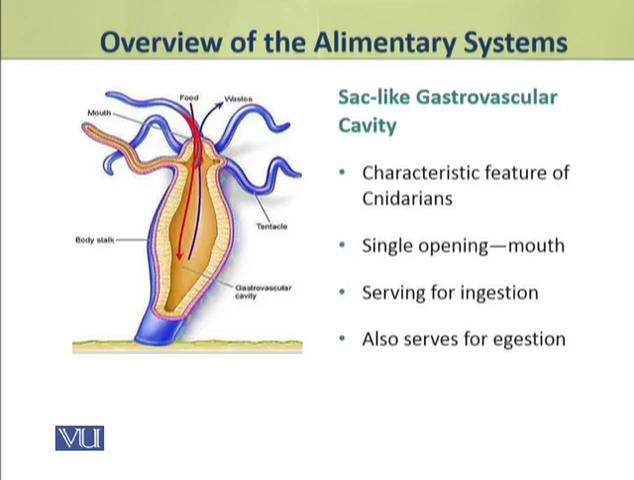 Overview of the Alimentary Systems
Food
Wastes
Mouth
Tentacle
Body stalk
Gastrovascular
cavity
Sac-like Gastrovascular
Cavity
• Characteristic feature of
Cnidarians
• Single opening—mouth
• Serving for ingestion
• Also serves for egestion
VU